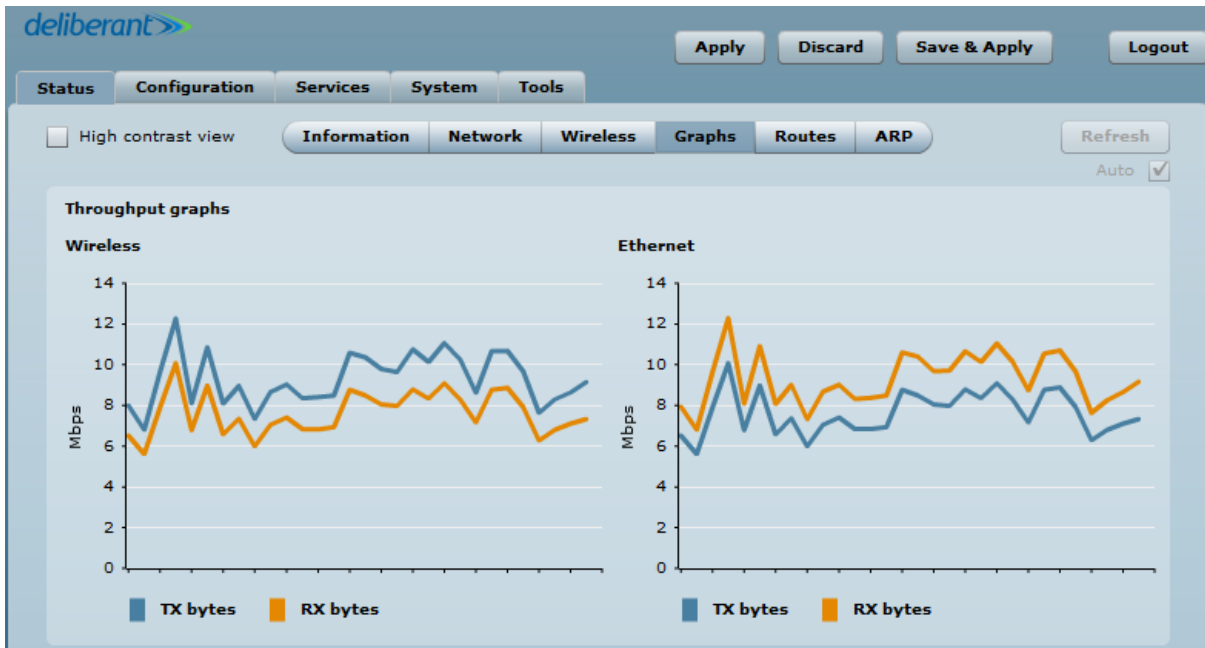 deliberant
Apply Discard Save & Apply Logout
Status Configuration Services System Tools
High contrast view Information Network Wireless Graphs Routes ARP Refresh
Auto
Throughput graphs
Wireless Ethernet
14 14
12 12
10 10
8 8
Mbps Mbps
6 6
4 4
2 2
0 0
TX bytes RX bytes TX bytes RX bytes